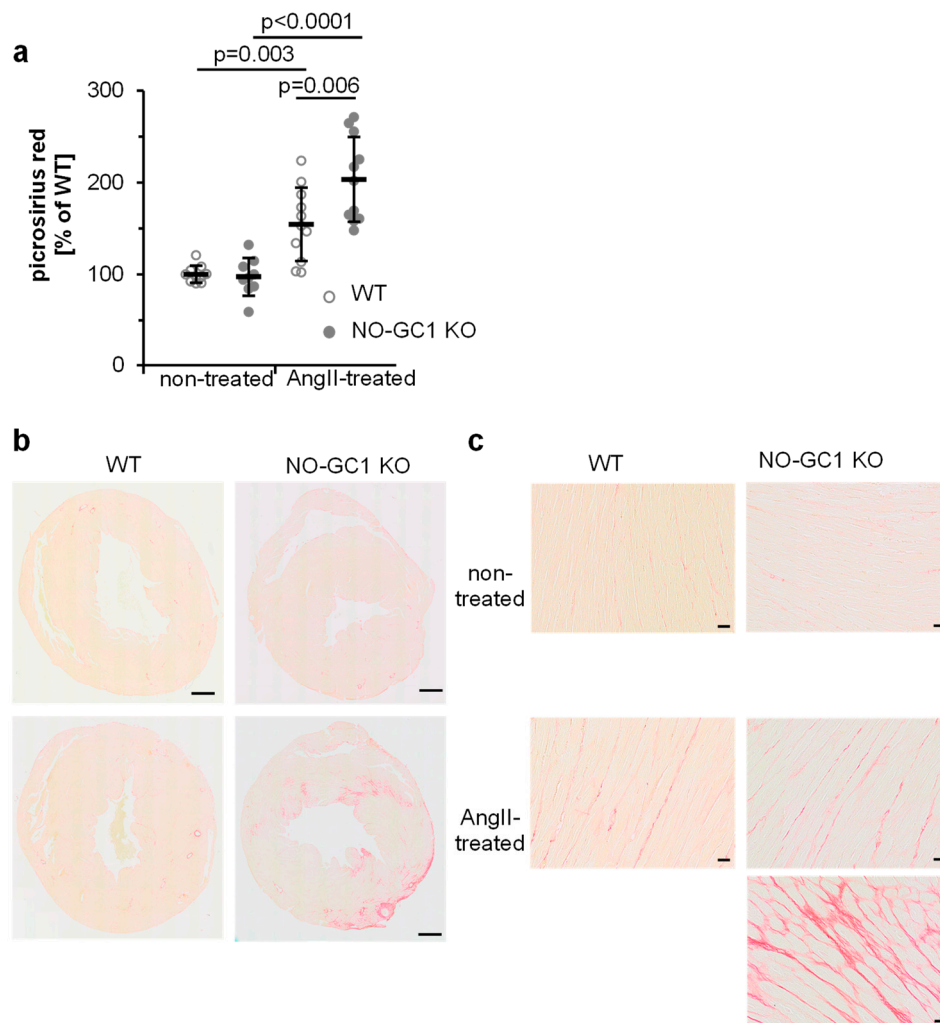 a
p<0.0001
p=0.003
p=0.006
300
200
100
0
picrosirius red
[% of WT]
WT
NO-GC1 KO
non-treated
AngII-treated
b
WT
NO-GC1 KO
c
WT
NO-GC1 KO
non-
treated
AngII-
treated